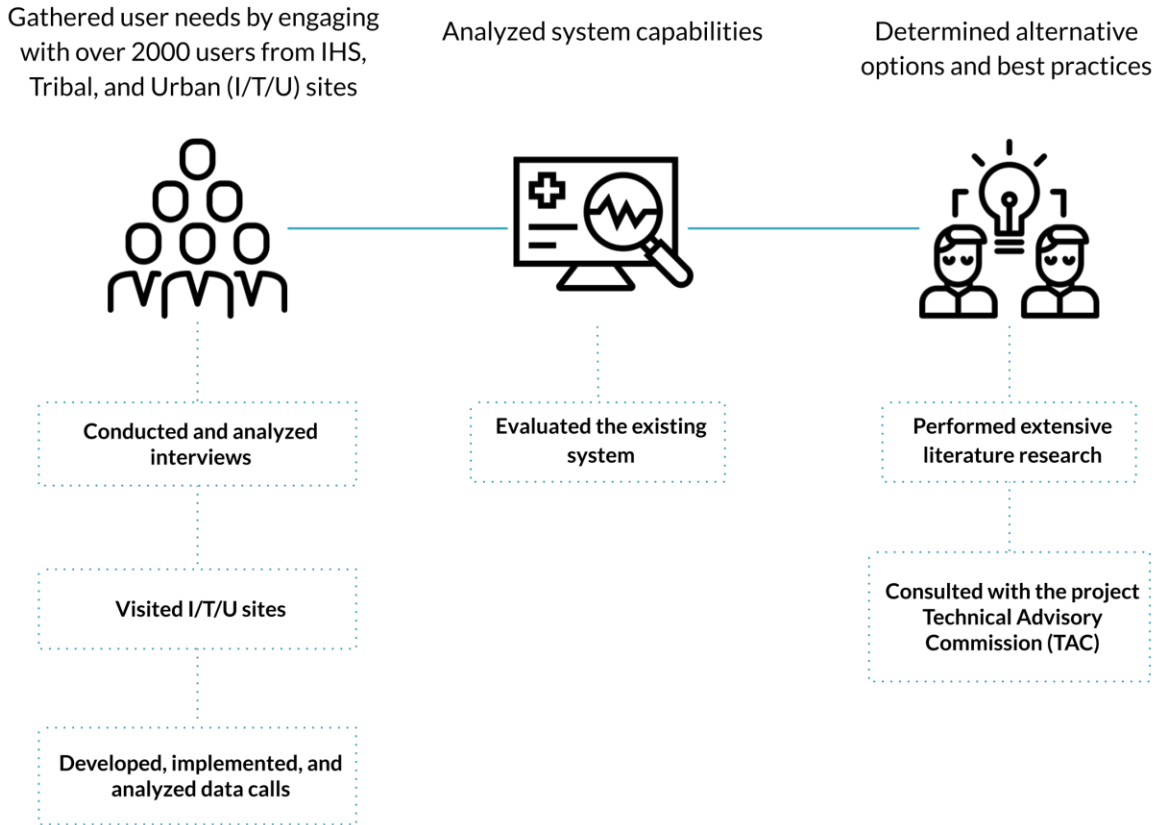 Gathered user needs by engaging
with over 2000 users from IHS,
Tribal, and Urban (I/T/U) sites
Analyzed system capabilities
Determined alternative
options and best practices
Conducted and analyzed
interviews
Evaluated the existing
system
Performed extensive
literature research
Visited I/T/U sites
Consulted with the project
Technical Advisory
Commission (TAC)
Developed, implemented, and
analyzed data calls